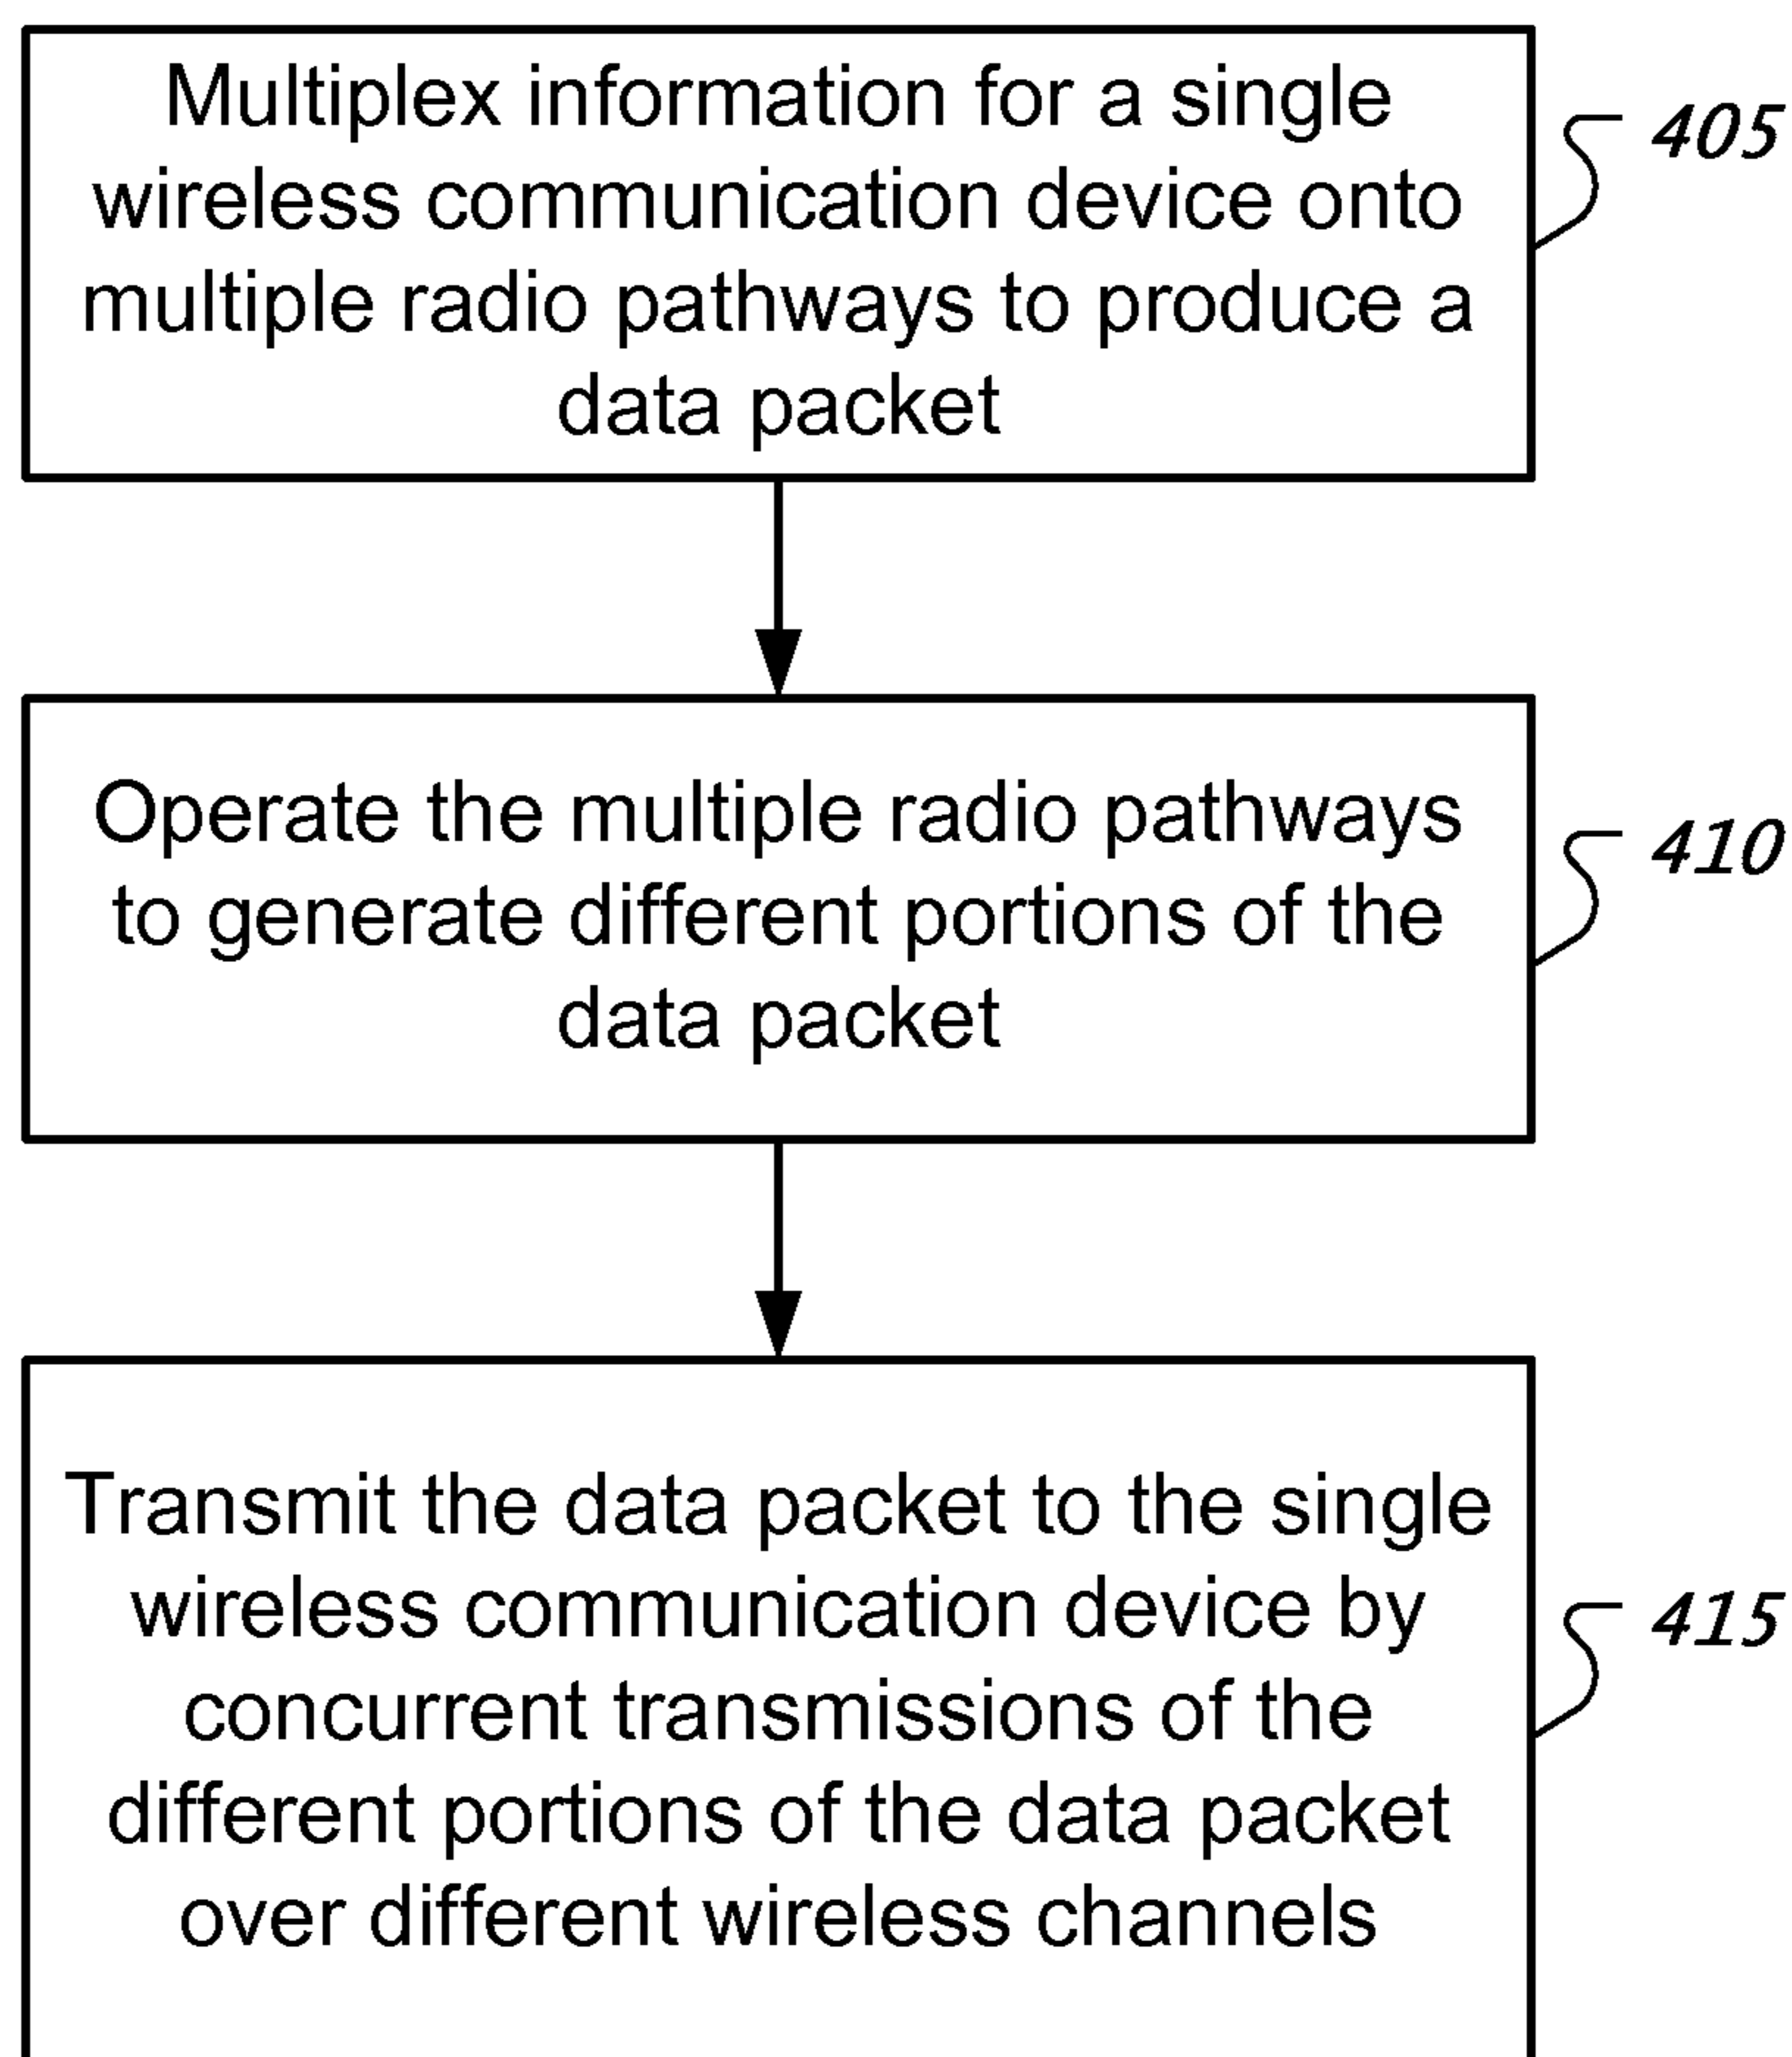 Multiplex information for a single
wireless communication device onto
multiple radio pathways to produce a
data packet
405
Operate the multiple radio pathways
to generate different portions of the
data packet
410
Transmit the data packet to the single
wireless communication device by
concurrent transmissions of the
different portions of the data packet
over different wireless channels
415